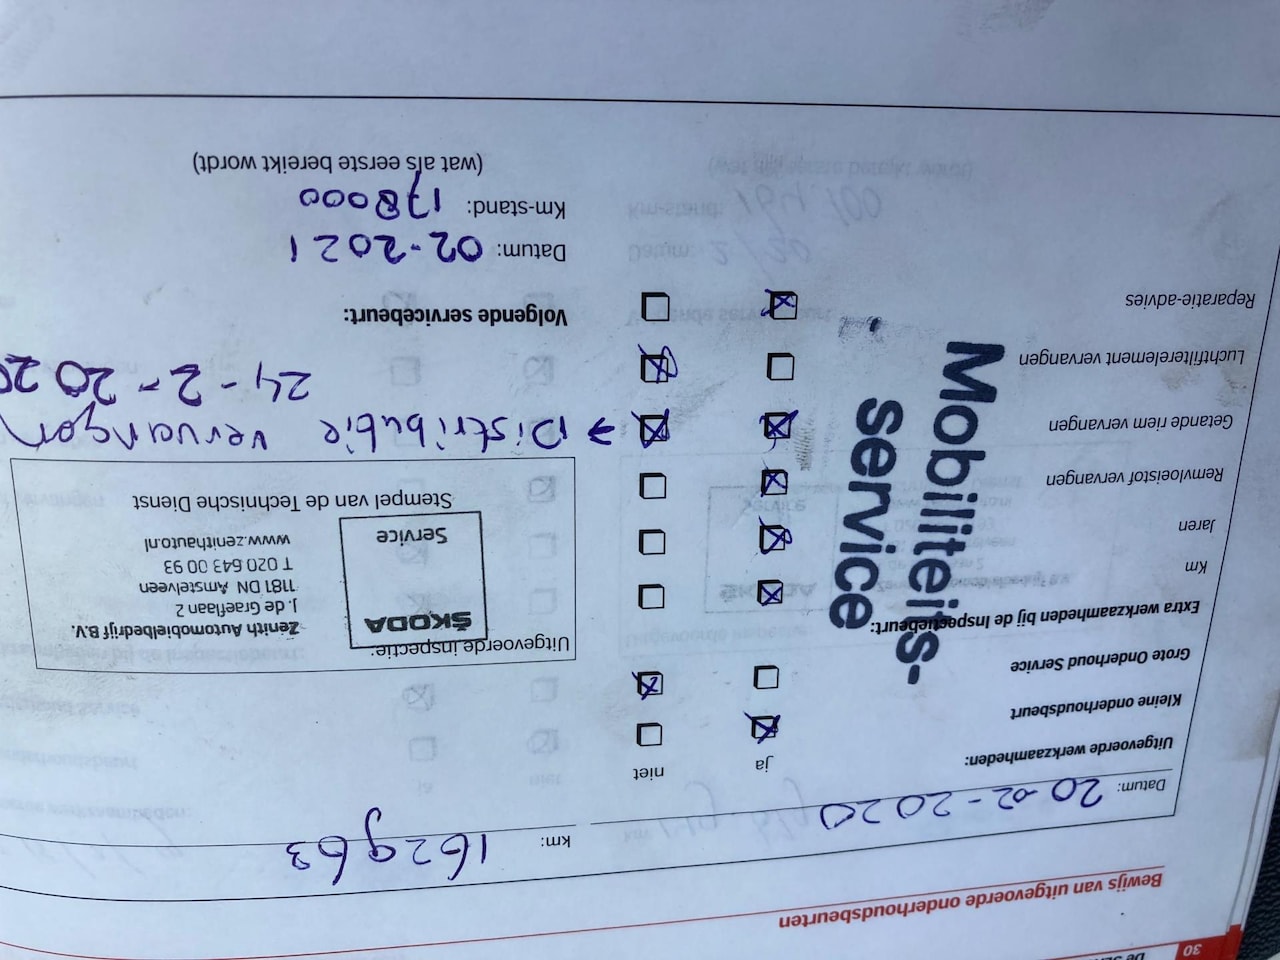 30
Bewijs van uitgevoerde onderhoudsbeurten
Datum: 20-02-2020
km: 162963
Uitgevoerde werkzaamheden:
ja
niet
Kleine onderhoudsbeurt
Grote Onderhoud Service
Extra werkzaamheden bij de Inspectiebeurt:
Km
Jaren
Remvloeistof vervangen
Getande riem vervangen
Luchtfilterelement vervangen
Reparatie-advies
Mobiliteits-
service
Uitgevoerde inspectie:
ŠKODA
Service
Zenith Automobielbedrijf B.V.
J. de Graeflaan 2
1181 DN Amstelveen
T 020 643 00 93
www.zenithauto.nl
Stempel van de Technische Dienst
→ Distributie vervangen
24-2-2020
Volgende servicebeurt:
Datum: 02-2021
Km-stand: 178000
(wat als eerste bereikt wordt)